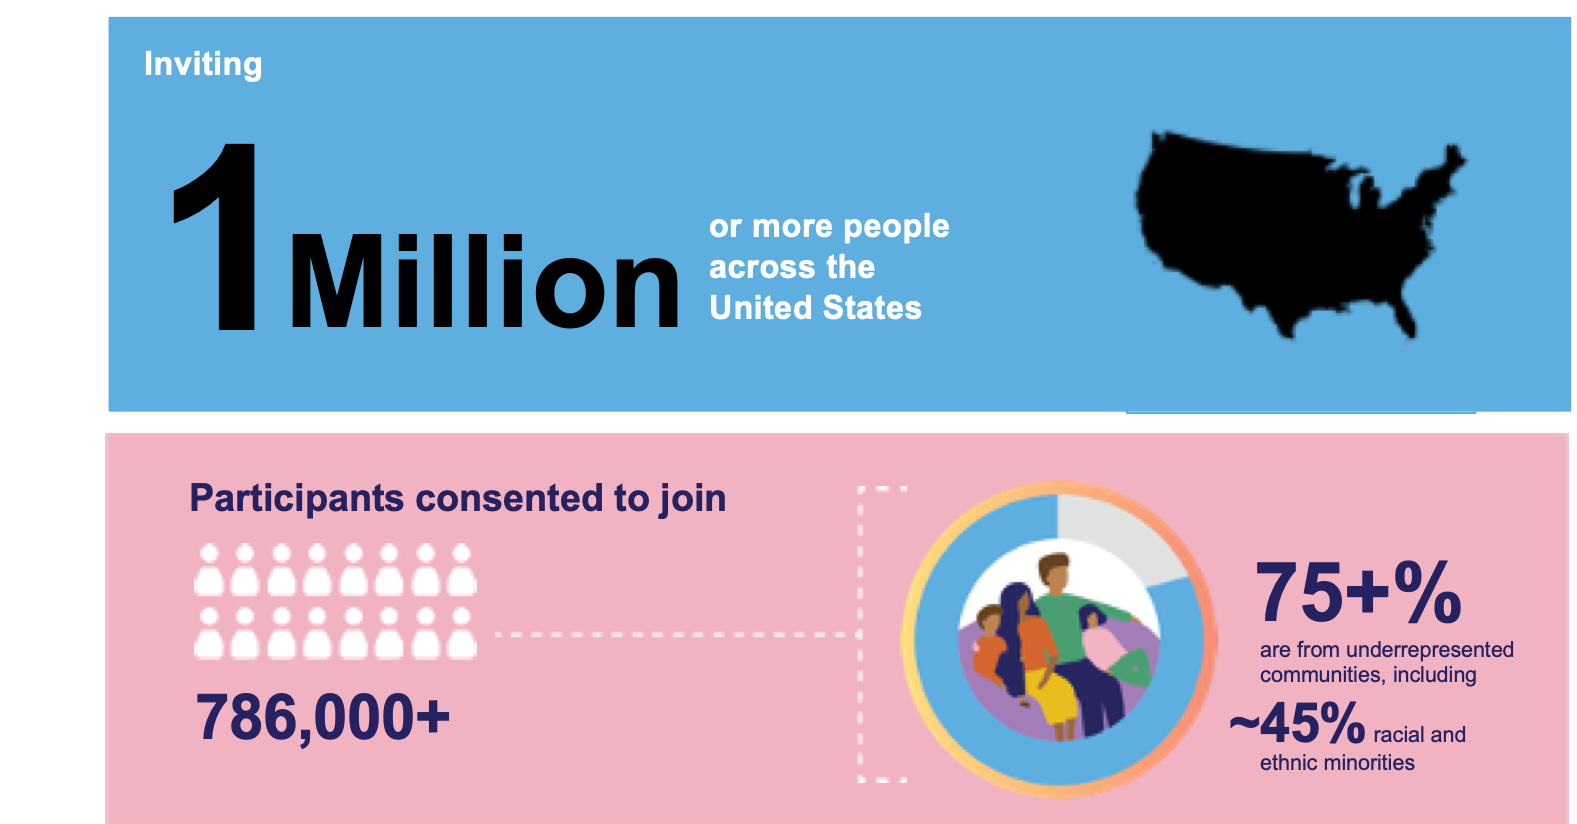 Inviting
1 Million
or more people
across the
United States
Participants consented to join
786,000+
75+%
are from underrepresented
communities, including
~45% racial and
ethnic minorities